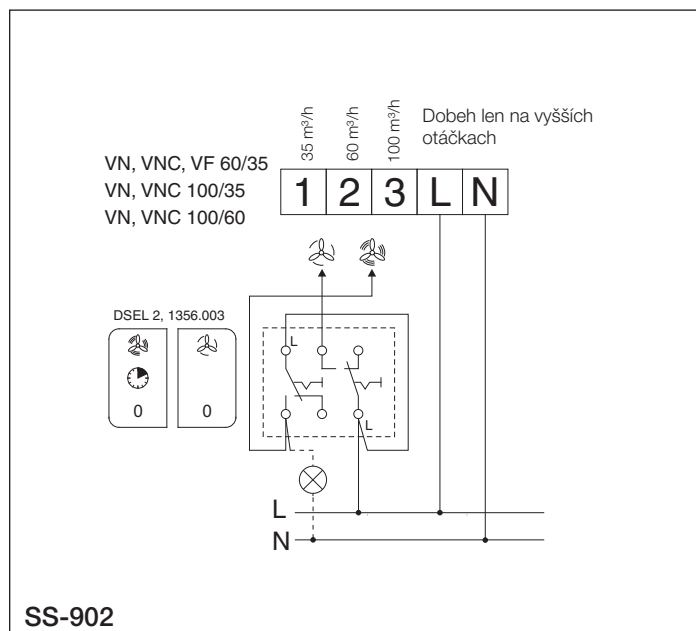 35 m³/h
60 m³/h
100 m³/h
Dobeh len na vyšších
otáčkach
VN, VNC, VF 60/35
VN, VNC 100/35
VN, VNC 100/60
1 2 3 L N
DSEL 2, 1356.003
0
0
L
L
L
N
SS-902